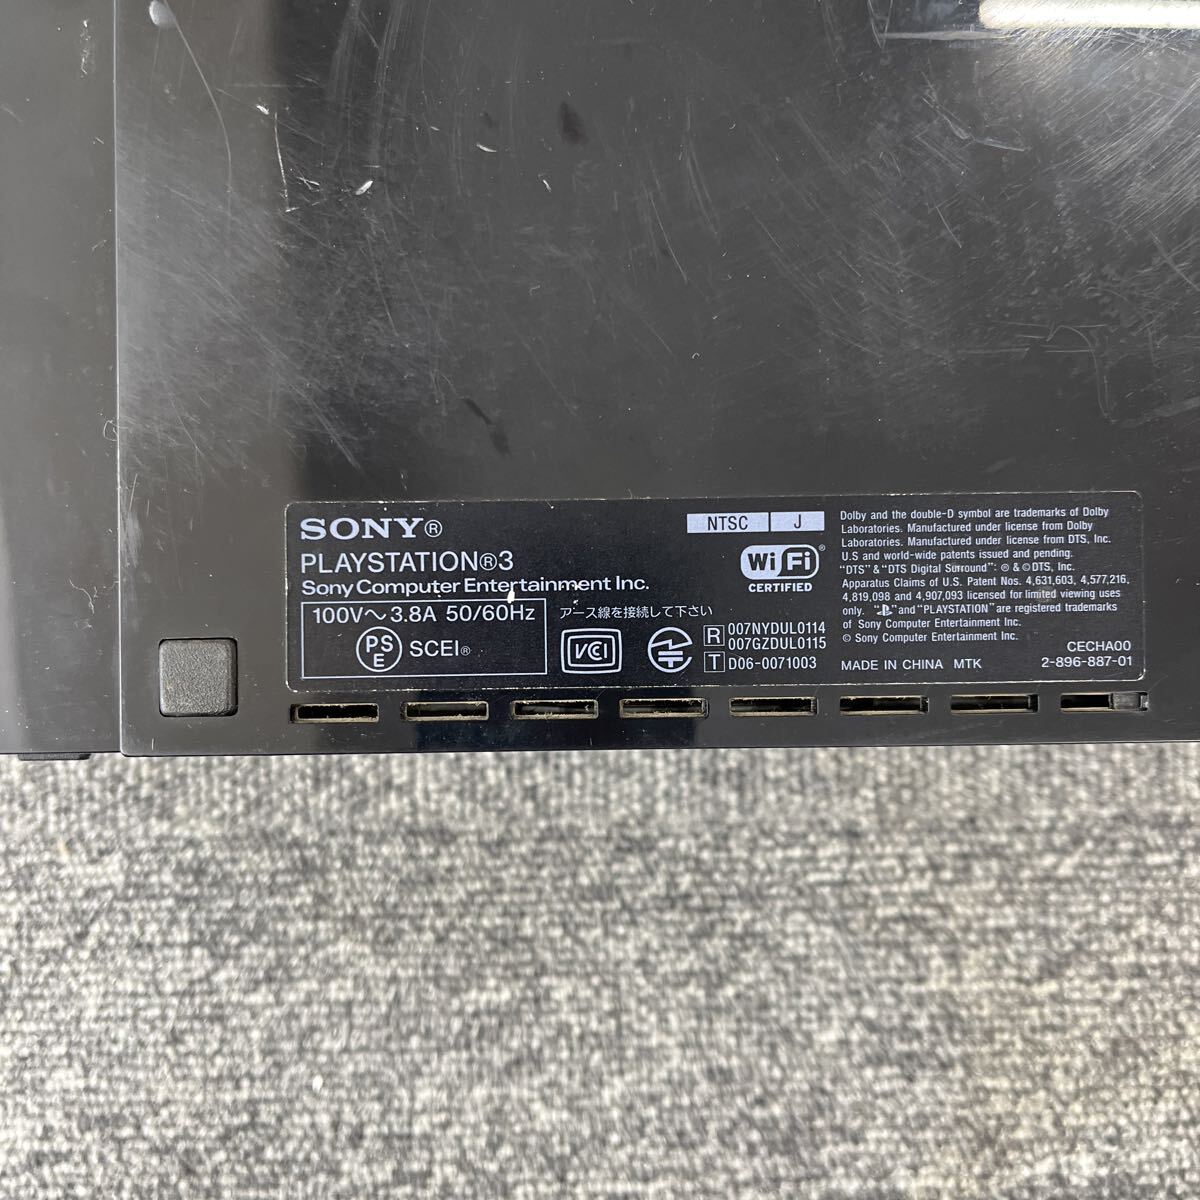 SONY®
PLAYSTATION®3
Sony Computer Entertainment Inc.
100V～3.8A 50/60Hz
PSE SCEI®
アース線を接続して下さい
VCCI
NTSC J
Wi Fi®
CERTIFIED
R 007NYDUL0114
007GZDUL0115
T D06-0071003
Dolby and the double-D symbol are trademarks of Dolby
Laboratories. Manufactured under license from Dolby
Laboratories. Manufactured under license from DTS, Inc.
U.S and world-wide patents issued and pending.
"DTS" & "DTS Digital Surround": ® & © DTS, Inc.
Apparatus Claims of U.S. Patent Nos. 4,631,603, 4,577,216,
4,819,098 and 4,907,093 licensed for limited viewing uses
only. " " and "PLAYSTATION" are registered trademarks
of Sony Computer Entertainment Inc.
© Sony Computer Entertainment Inc.
CECHA00
MADE IN CHINA MTK 2-896-887-01